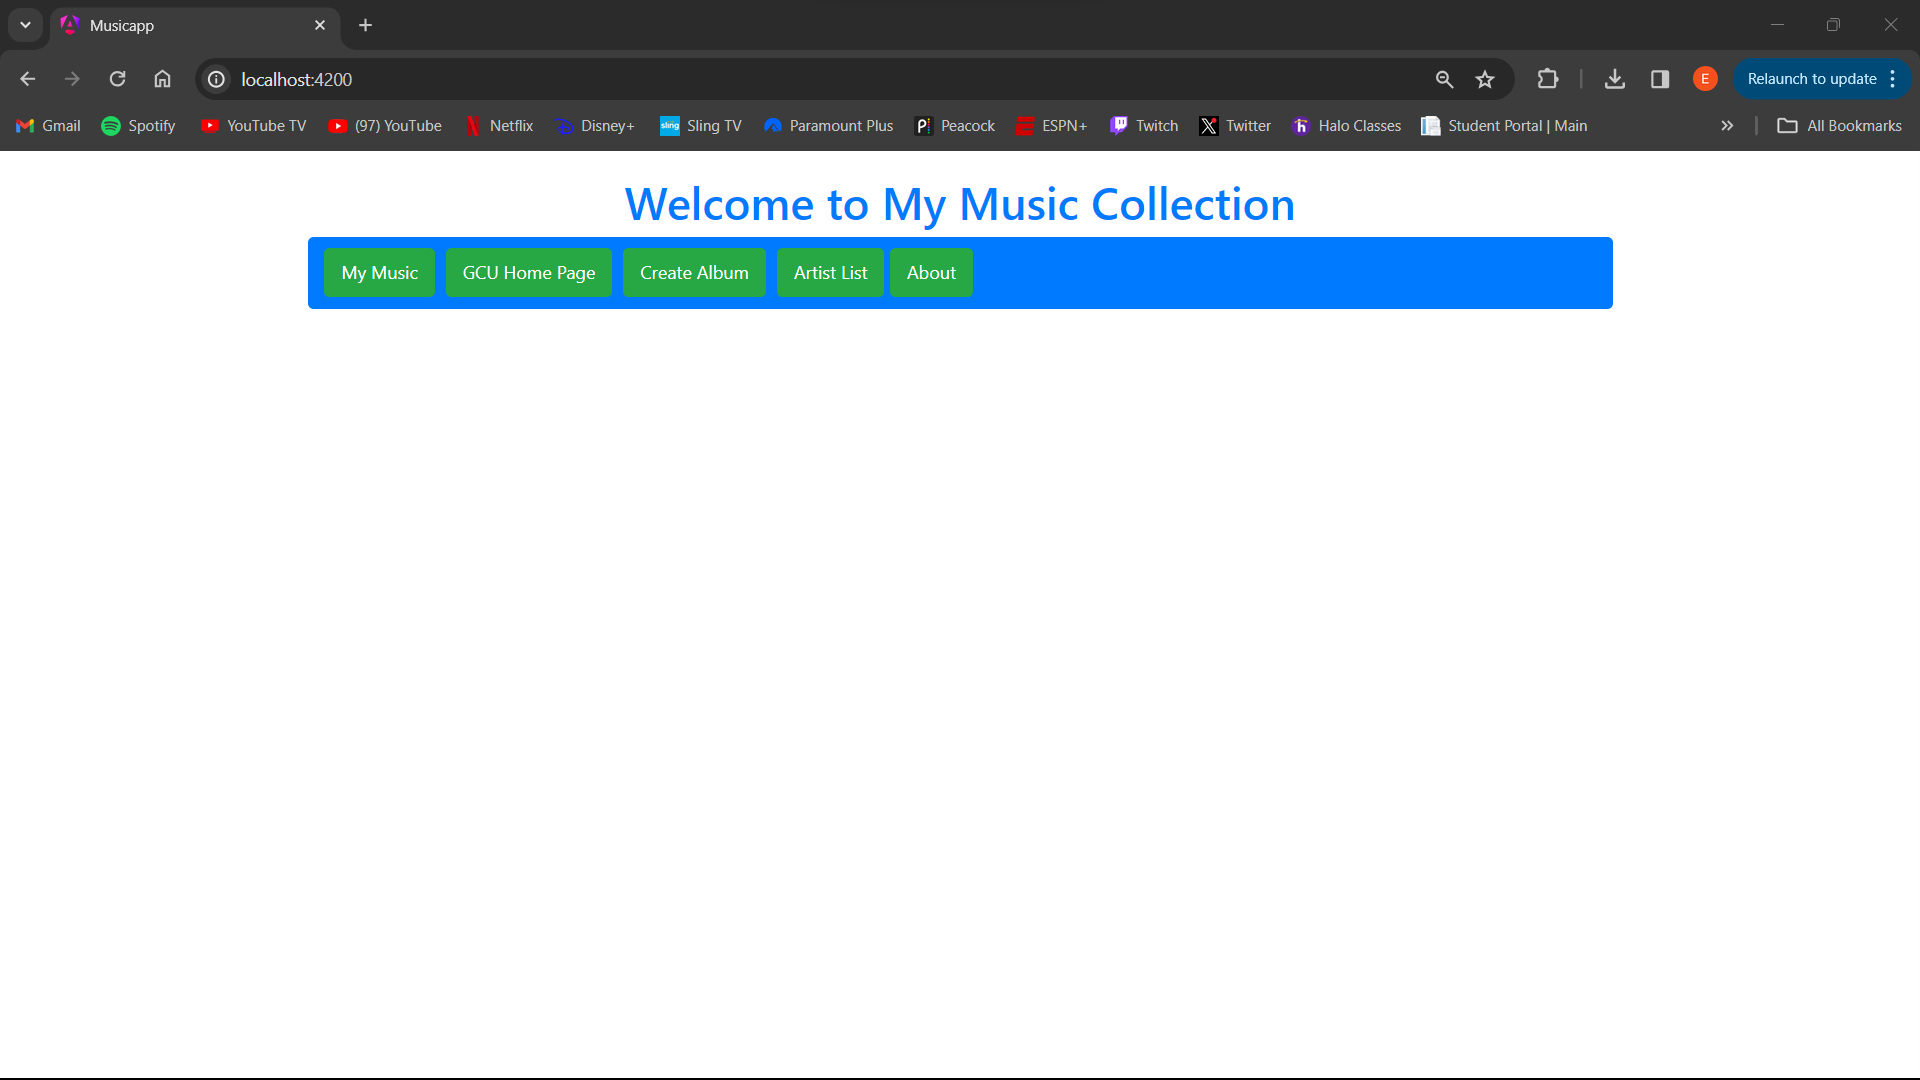 Musicapp
localhost:4200
E
Relaunch to update
Gmail Spotify YouTube TV (97) YouTube Netflix Disney+ sling Sling TV Paramount Plus Peacock ESPN+ Twitch Twitter h Halo Classes Student Portal | Main All Bookmarks
Welcome to My Music Collection
My Music GCU Home Page Create Album Artist List About